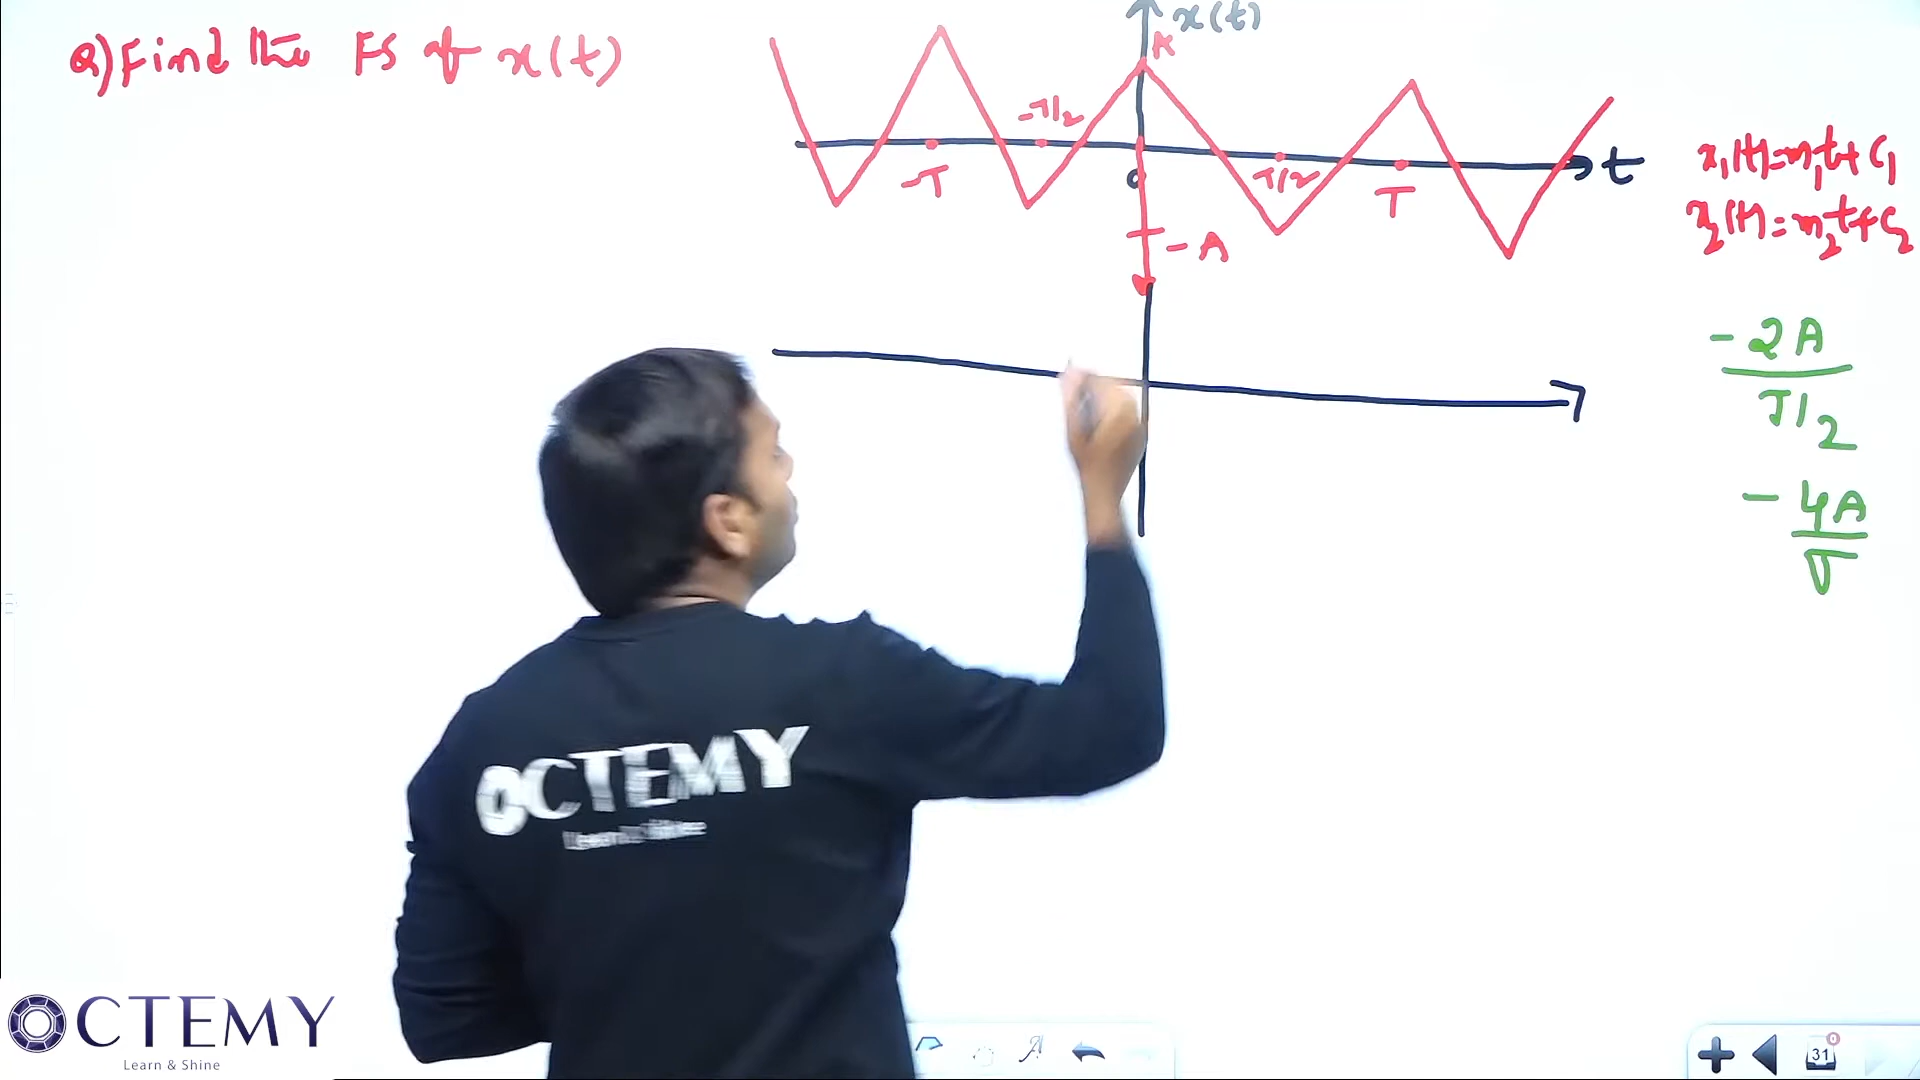 Q) Find the FS of x(t)
x(t)
A
-T/2
-T
0
T/2
T
t
-A
x₁(t)=m₁t+c₁
x₂(t)=m₂t+c₂
-2A
T/2
-4A
T
OCTEMY
OCTEMY
Learn & Shine
31
0